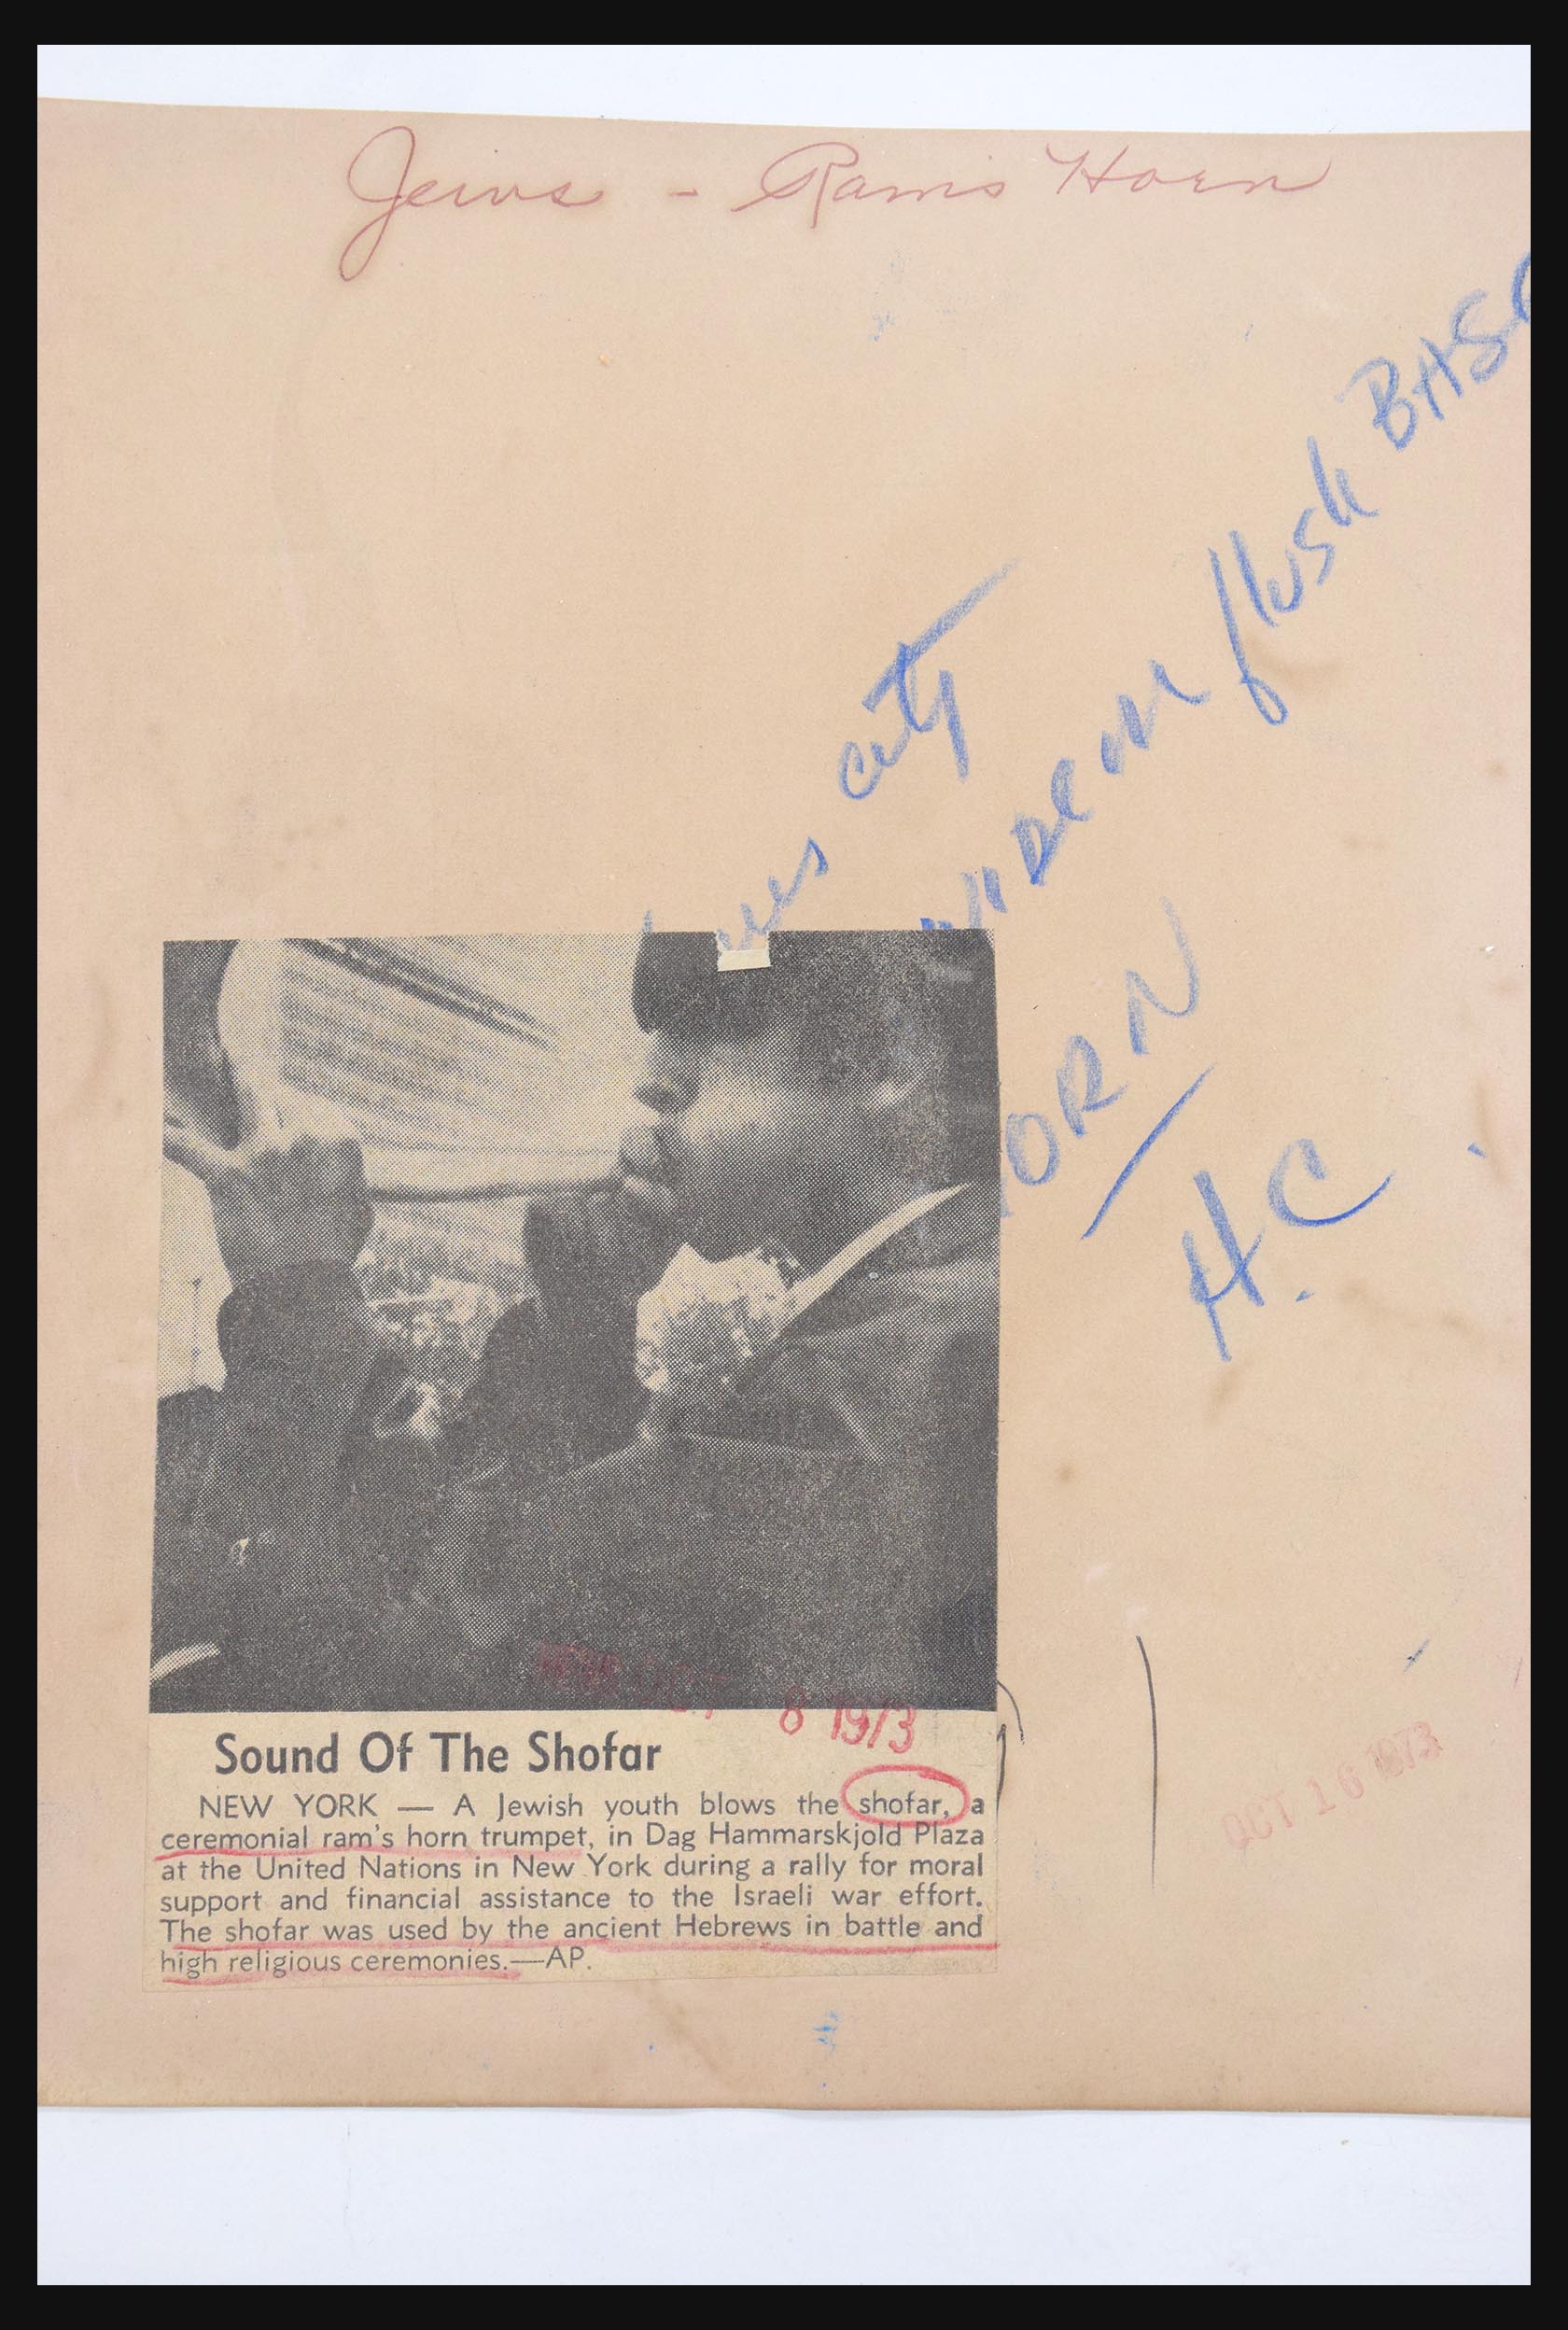 Jews - Rams Horn
city
flush
ORN
H.C
OCT 8 1973
Sound Of The Shofar
NEW YORK — A Jewish youth blows the shofar, a
ceremonial ram's horn trumpet, in Dag Hammarskjold Plaza
at the United Nations in New York during a rally for moral
support and financial assistance to the Israeli war effort.
The shofar was used by the ancient Hebrews in battle and
high religious ceremonies.—AP.
OCT 16 1973